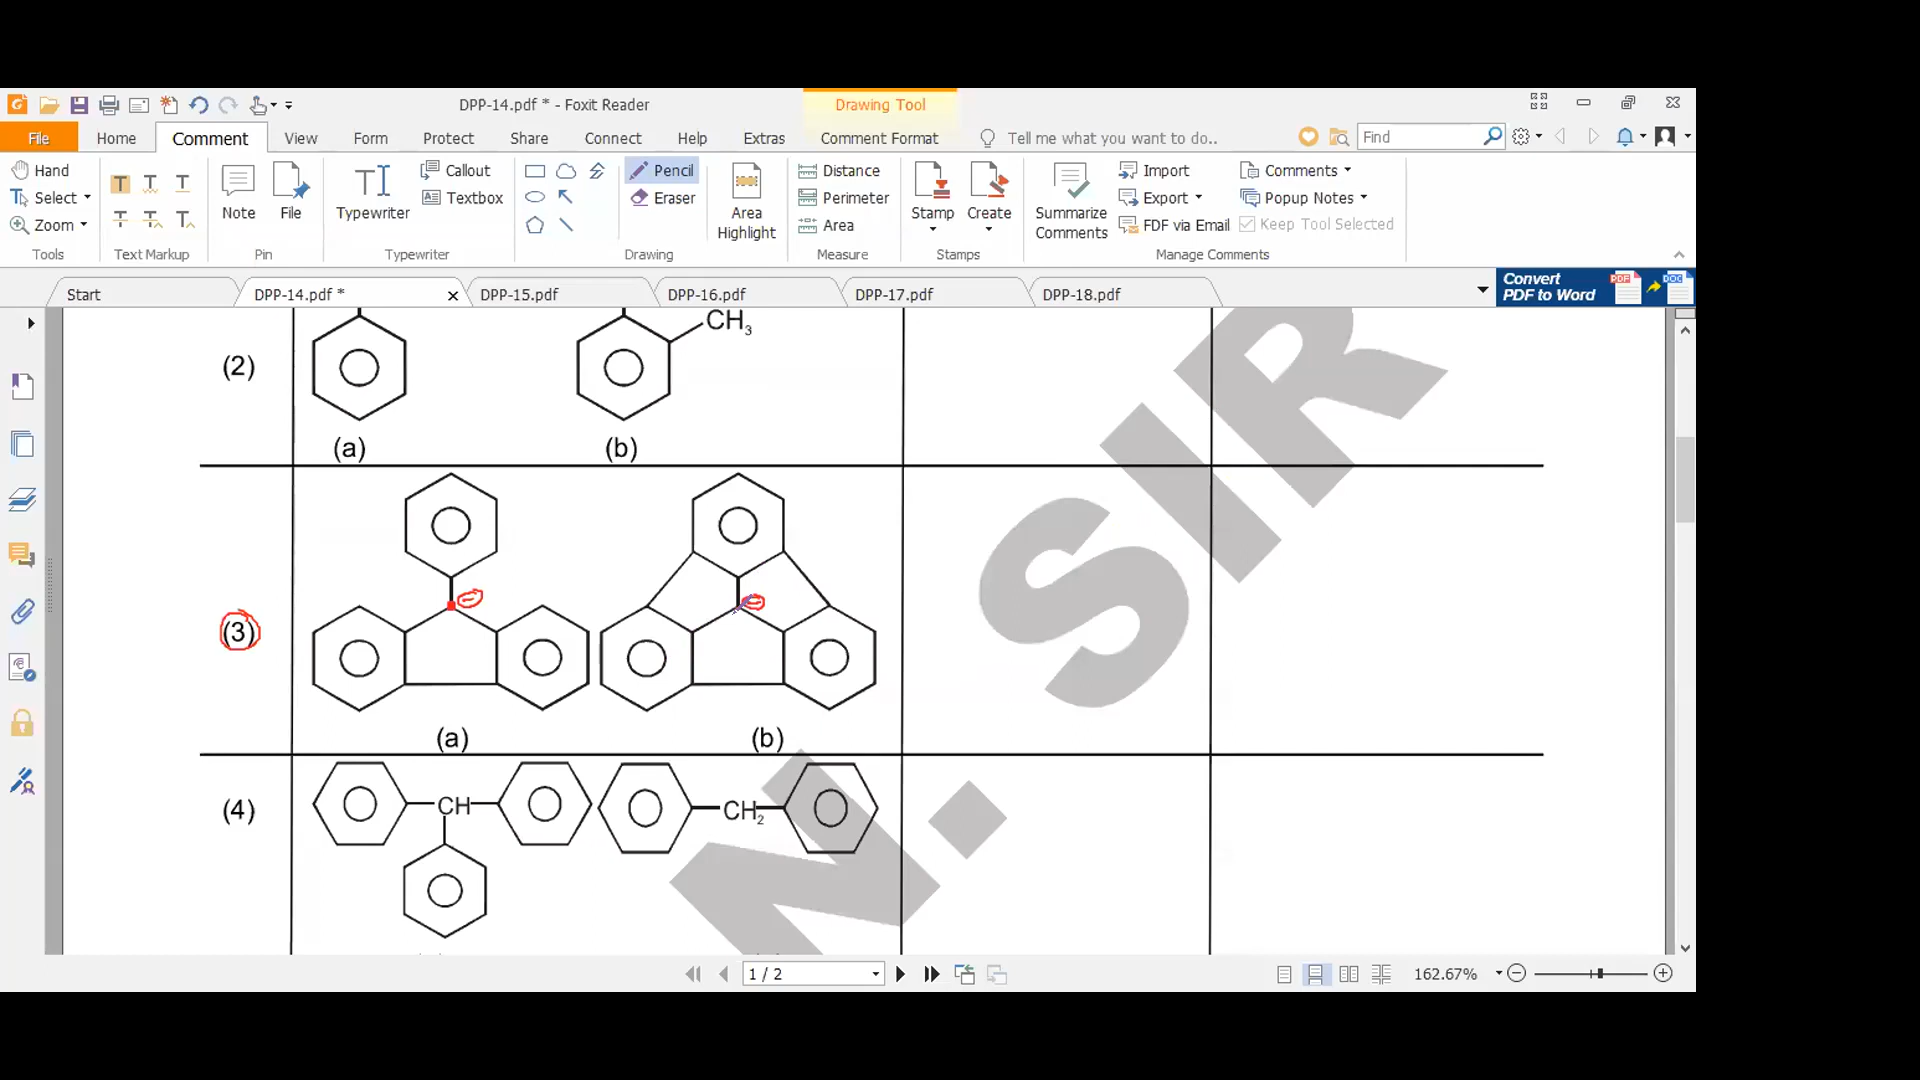 DPP-14.pdf * - Foxit Reader
Drawing Tool
File Home Comment View Form Protect Share Connect Help Extras Comment Format Tell me what you want to do.. Find
Hand
Select
Zoom
Tools
Text Markup
Note
File
Pin
Typewriter
Callout
Textbox
Typewriter
Pencil
Eraser
Drawing
Area
Highlight
Distance
Perimeter
Area
Measure
Stamp
Create
Stamps
Summarize
Comments
Import
Export
FDF via Email
Comments
Popup Notes
Keep Tool Selected
Manage Comments
Start DPP-14.pdf * DPP-15.pdf DPP-16.pdf DPP-17.pdf DPP-18.pdf
Convert
PDF to Word
PDF DOC
CH3
(2)
(a) (b)
(3)
(a) (b)
(4) CH CH2
N. SIR
1 / 2
162.67%